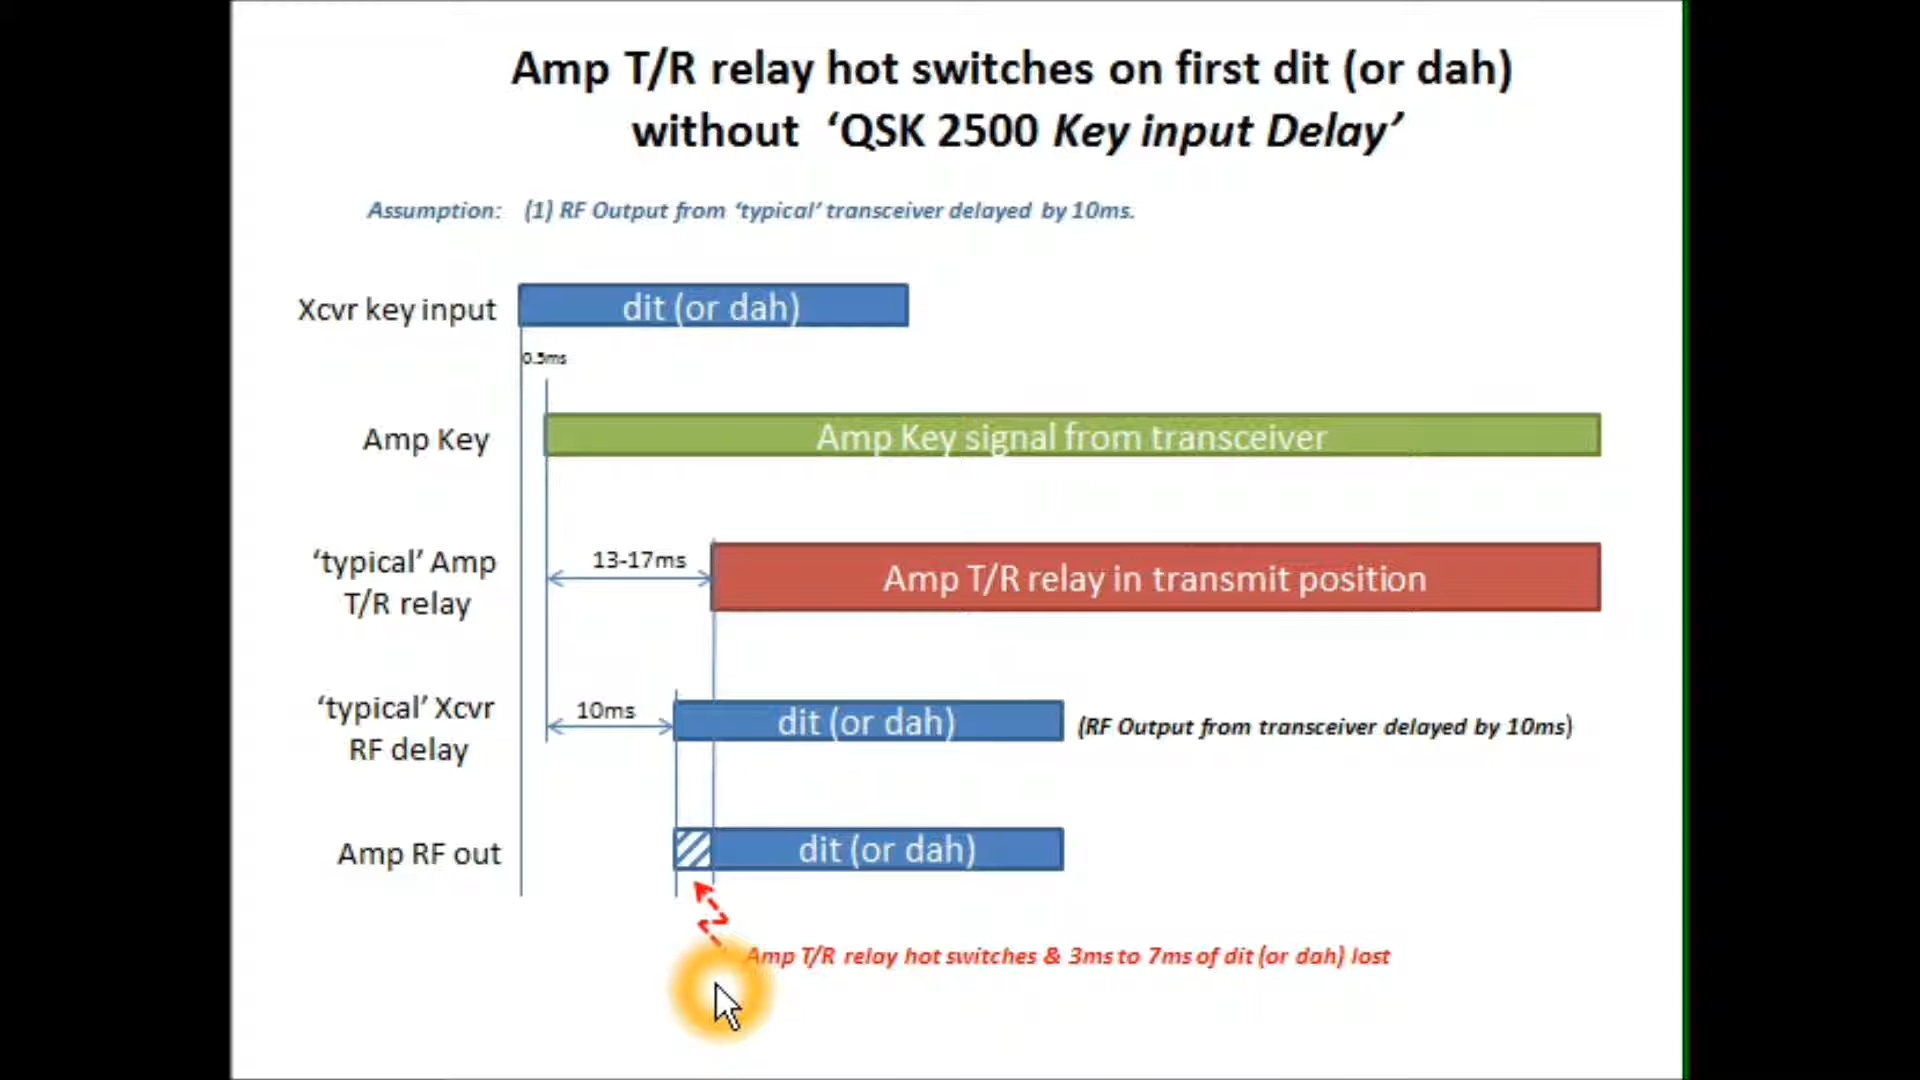 Amp T/R relay hot switches on first dit (or dah)
without ‘QSK 2500 Key input Delay’
Assumption: (1) RF Output from ‘typical’ transceiver delayed by 10ms.
Xcvr key input
dit (or dah)
0.5ms
Amp Key
Amp Key signal from transceiver
‘typical’ Amp
T/R relay
13-17ms
Amp T/R relay in transmit position
‘typical’ Xcvr
RF delay
10ms
dit (or dah)
(RF Output from transceiver delayed by 10ms)
Amp RF out
dit (or dah)
Amp T/R relay hot switches & 3ms to 7ms of dit (or dah) lost